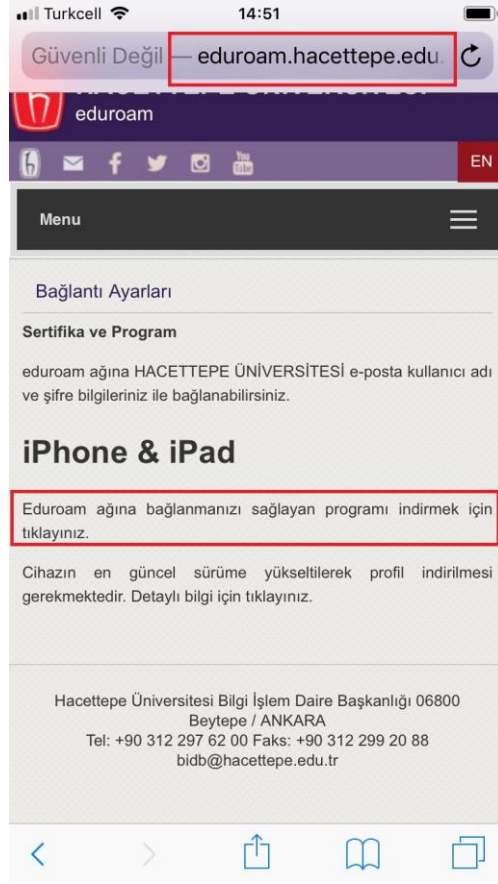 Turkcell 14:51
Güvenli Değil — eduroam.hacettepe.edu.
eduroam
You
Tube
EN
Menu
Bağlantı Ayarları
Sertifika ve Program
eduroam ağına HACETTEPE ÜNİVERSİTESİ e-posta kullanıcı adı
ve şifre bilgileriniz ile bağlanabilirsiniz.
iPhone & iPad
Eduroam ağına bağlanmanızı sağlayan programı indirmek için
tıklayınız.
Cihazın en güncel sürüme yükseltilerek profil indirilmesi
gerekmektedir. Detaylı bilgi için tıklayınız.
Hacettepe Üniversitesi Bilgi İşlem Daire Başkanlığı 06800
Beytepe / ANKARA
Tel: +90 312 297 62 00 Faks: +90 312 299 20 88
bidb@hacettepe.edu.tr